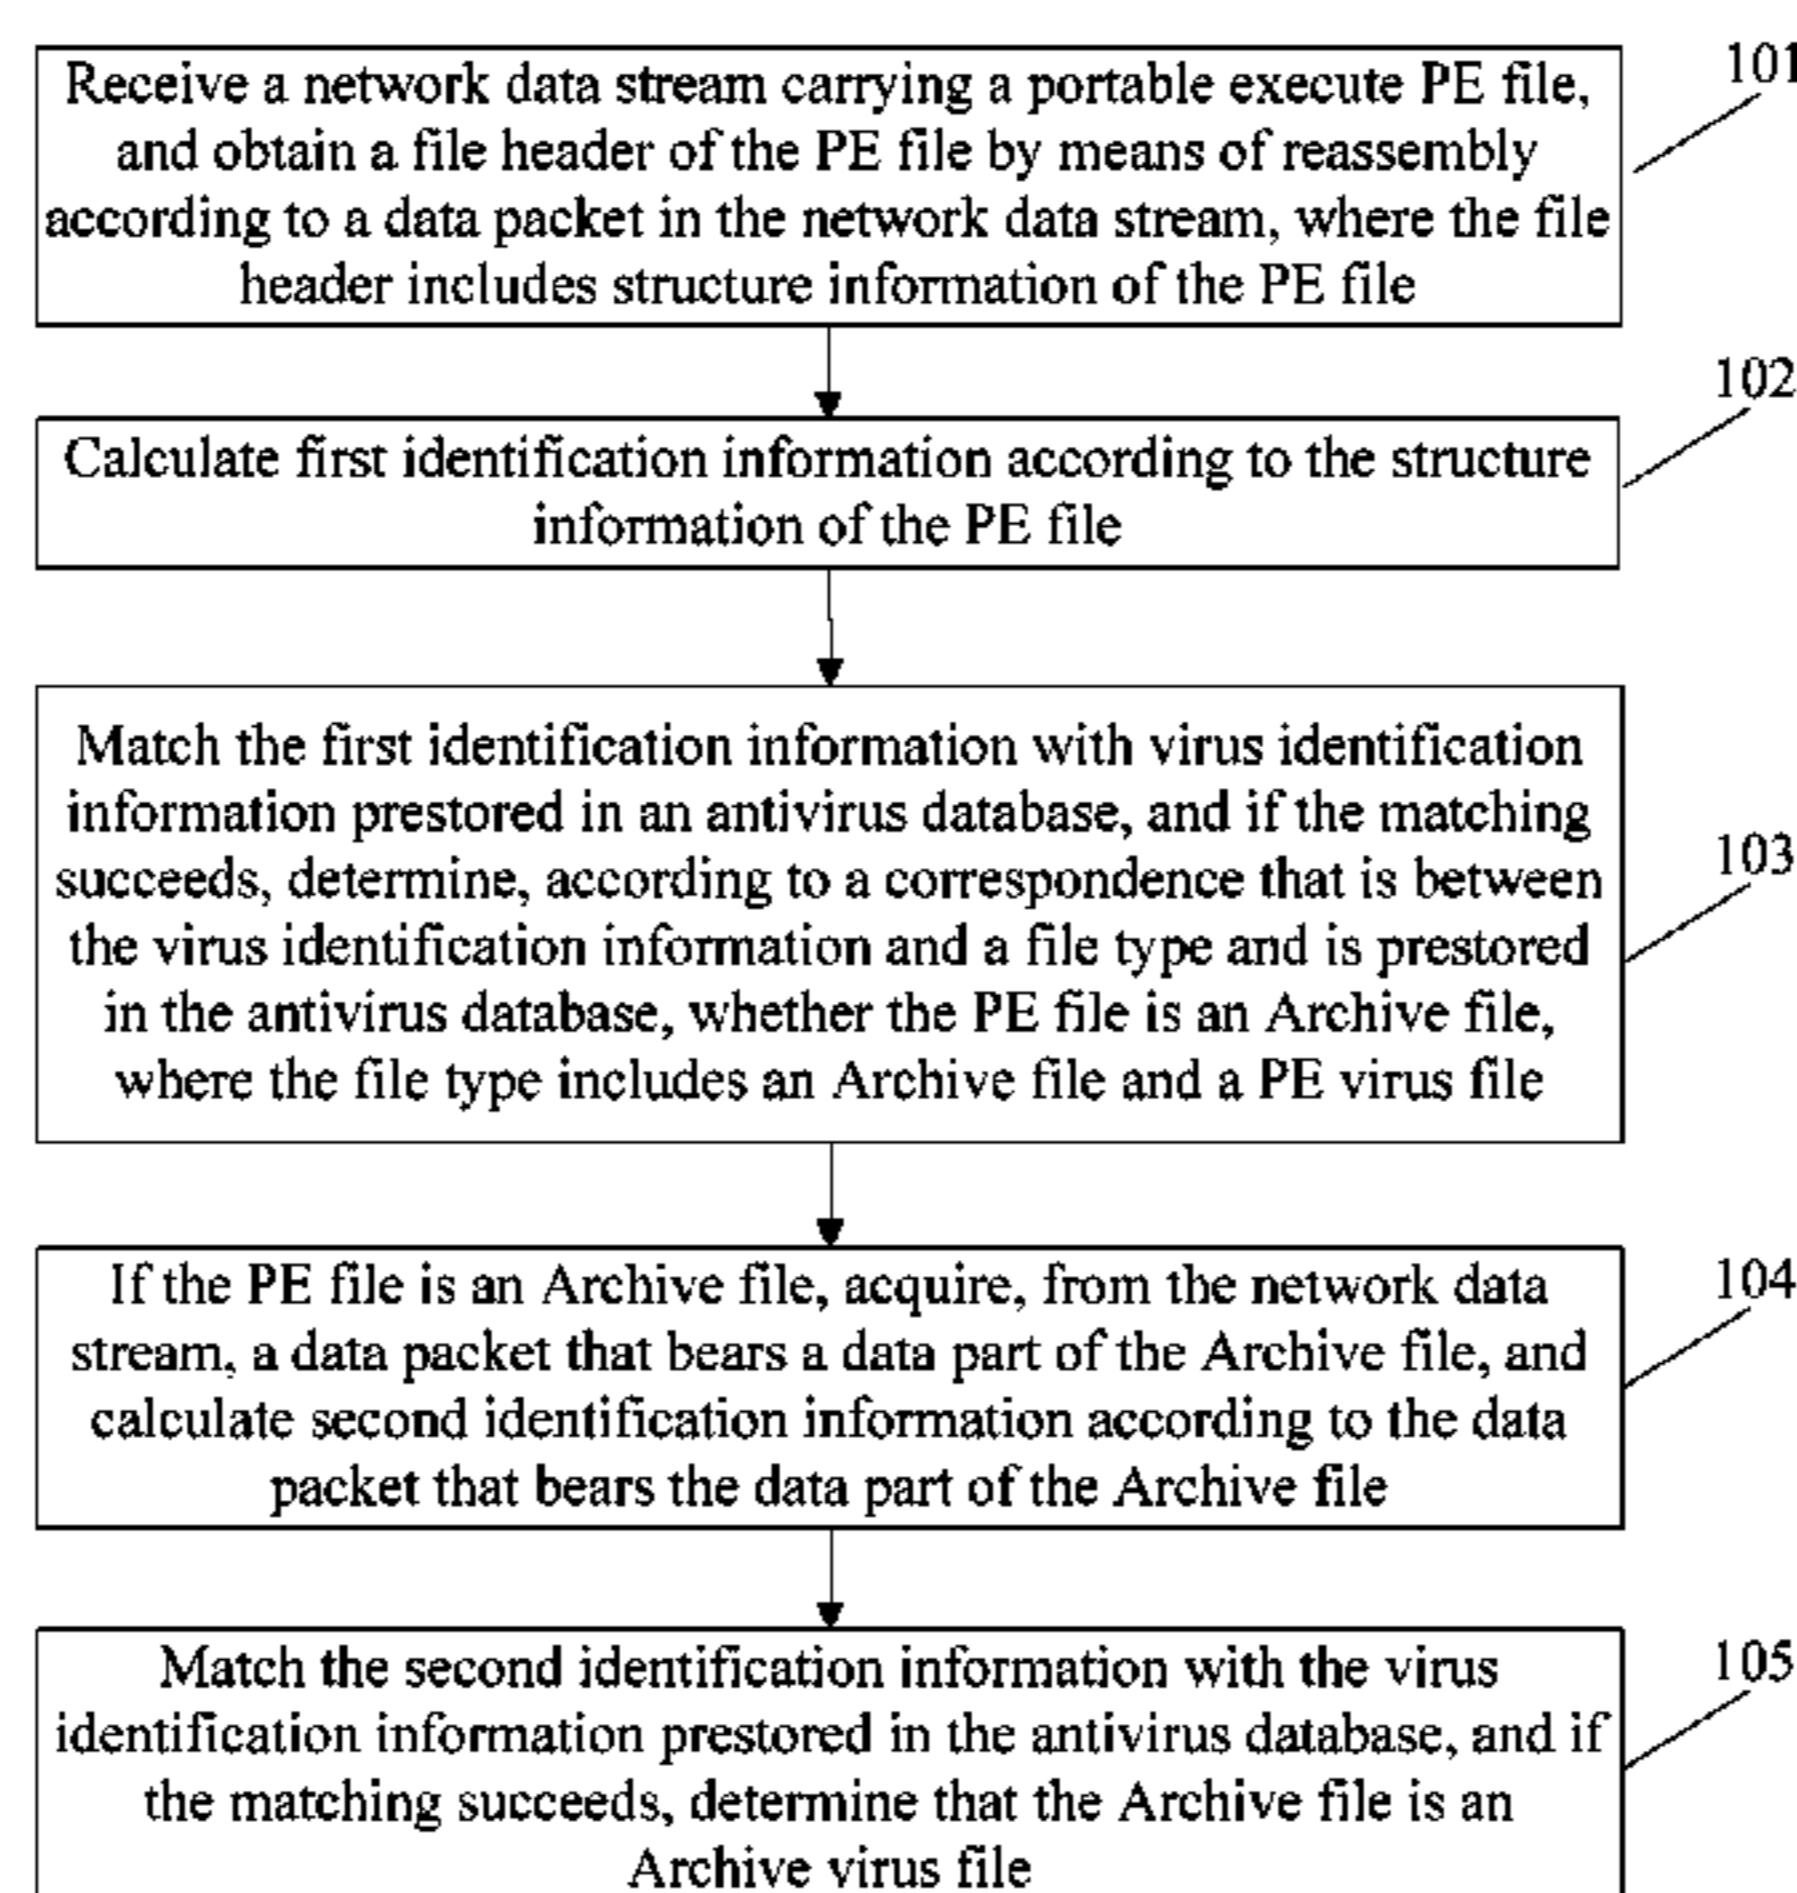 Receive a network data stream carrying a portable execute PE file,
and obtain a file header of the PE file by means of reassembly
according to a data packet in the network data stream, where the file
header includes structure information of the PE file
101
Calculate first identification information according to the structure
information of the PE file
102
Match the first identification information with virus identification
information prestored in an antivirus database, and if the matching
succeeds, determine, according to a correspondence that is between
the virus identification information and a file type and is prestored
in the antivirus database, whether the PE file is an Archive file,
where the file type includes an Archive file and a PE virus file
103
If the PE file is an Archive file, acquire, from the network data
stream, a data packet that bears a data part of the Archive file, and
calculate second identification information according to the data
packet that bears the data part of the Archive file
104
Match the second identification information with the virus
identification information prestored in the antivirus database, and if
the matching succeeds, determine that the Archive file is an
Archive virus file
105